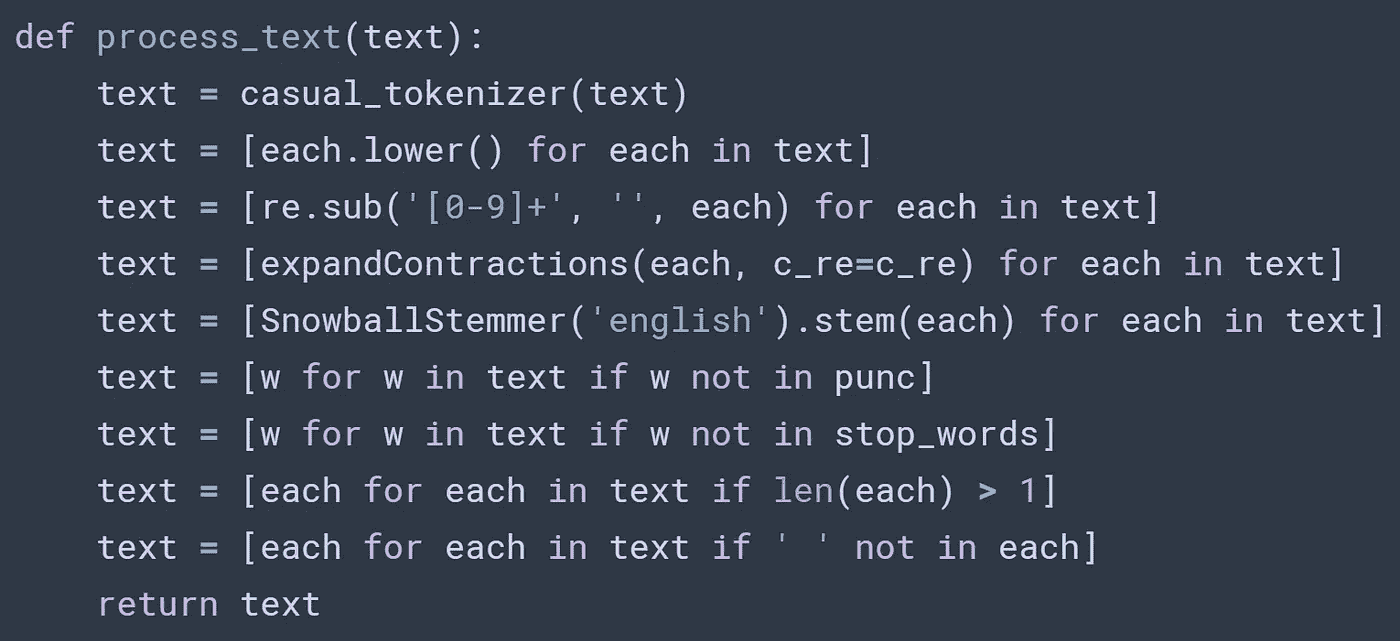 def process_text(text):
    text = casual_tokenizer(text)
    text = [each.lower() for each in text]
    text = [re.sub('[0-9]+', '', each) for each in text]
    text = [expandContractions(each, c_re=c_re) for each in text]
    text = [SnowballStemmer('english').stem(each) for each in text]
    text = [w for w in text if w not in punc]
    text = [w for w in text if w not in stop_words]
    text = [each for each in text if len(each) > 1]
    text = [each for each in text if ' ' not in each]
    return text